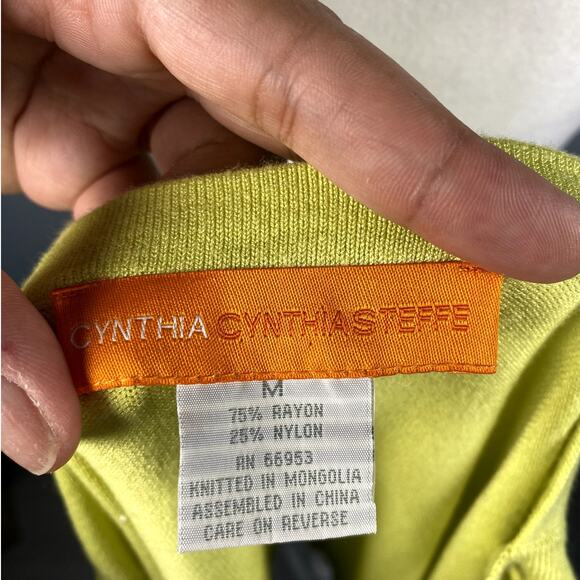 CYNTHIA CYNTHIASTEFFE
M
75% RAYON
25% NYLON
RN 66953
KNITTED IN MONGOLIA
ASSEMBLED IN CHINA
CARE ON REVERSE